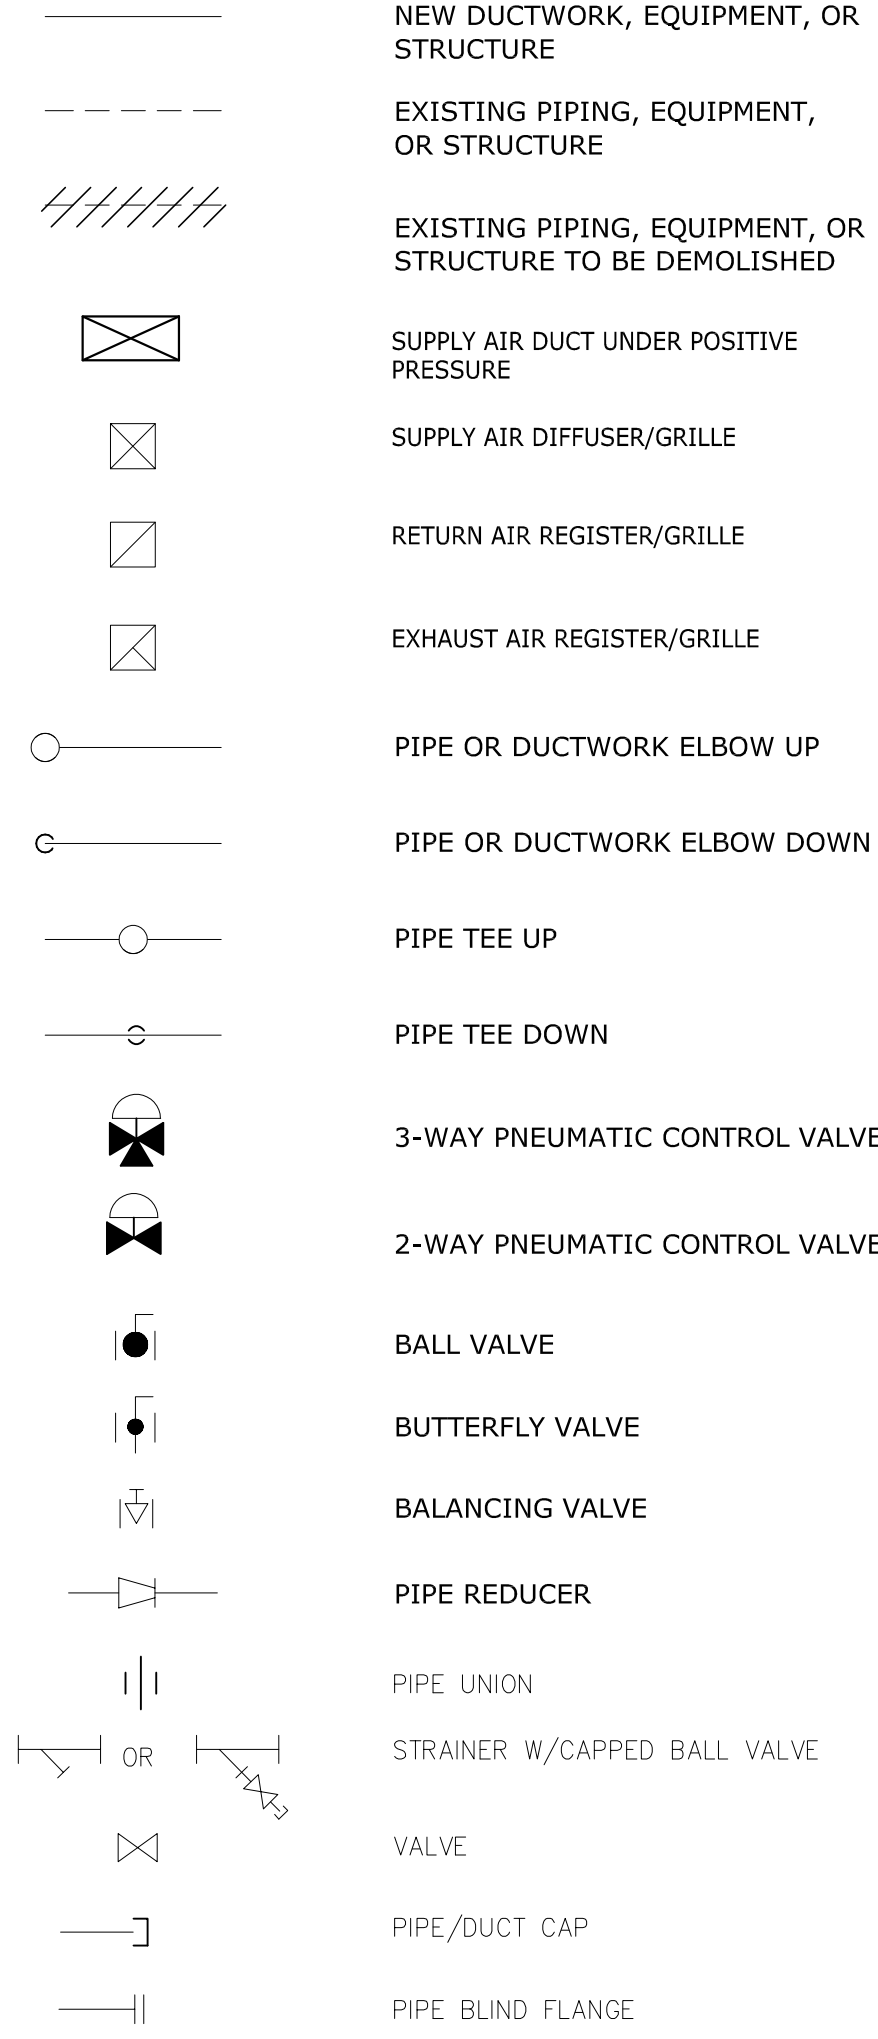 NEW DUCTWORK, EQUIPMENT, OR
STRUCTURE
EXISTING PIPING, EQUIPMENT,
OR STRUCTURE
EXISTING PIPING, EQUIPMENT, OR
STRUCTURE TO BE DEMOLISHED
SUPPLY AIR DUCT UNDER POSITIVE
PRESSURE
SUPPLY AIR DIFFUSER/GRILLE
RETURN AIR REGISTER/GRILLE
EXHAUST AIR REGISTER/GRILLE
PIPE OR DUCTWORK ELBOW UP
PIPE OR DUCTWORK ELBOW DOWN
PIPE TEE UP
PIPE TEE DOWN
3-WAY PNEUMATIC CONTROL VALVE
2-WAY PNEUMATIC CONTROL VALVE
BALL VALVE
BUTTERFLY VALVE
BALANCING VALVE
PIPE REDUCER
PIPE UNION
OR STRAINER W/CAPPED BALL VALVE
VALVE
PIPE/DUCT CAP
PIPE BLIND FLANGE